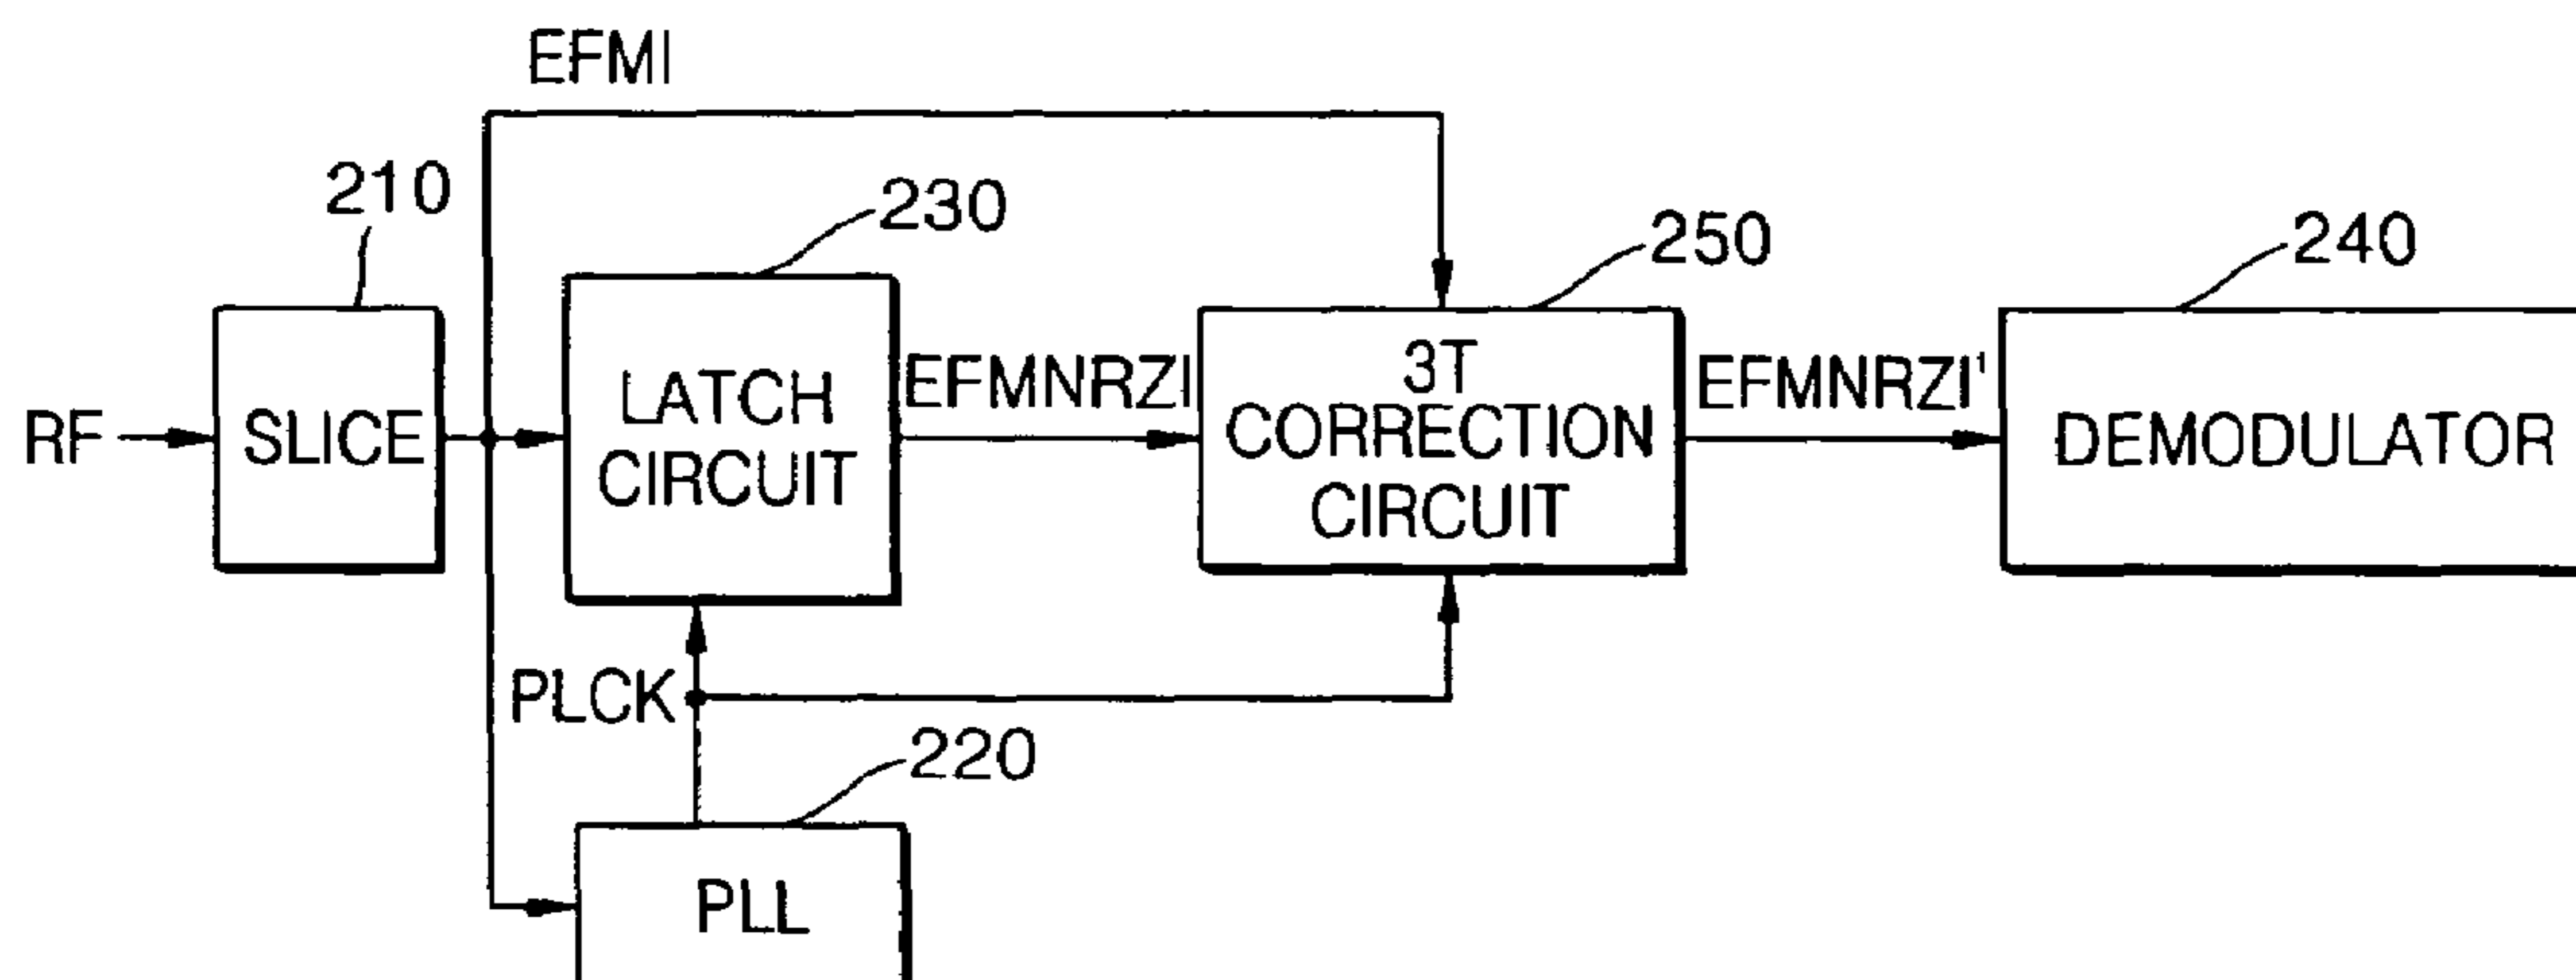 EFMI
210
230
250
240
RF
SLICE
LATCH
CIRCUIT
EFMNRZI
3T
CORRECTION
CIRCUIT
EFMNRZI'
DEMODULATOR
PLCK
220
PLL